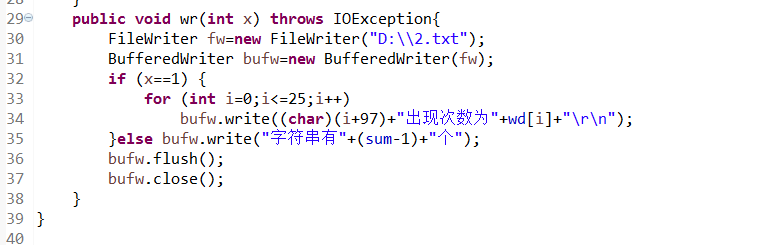 28 }
29 public void wr(int x) throws IOException{
30 FileWriter fw=new FileWriter("D:\\2.txt");
31 BufferedWriter bufw=new BufferedWriter(fw);
32 if (x==1) {
33 for (int i=0;i<=25;i++)
34 bufw.write((char)(i+97)+"出现次数为"+wd[i]+"\r\n");
35 }else bufw.write("字符串有"+(sum-1)+"个");
36 bufw.flush();
37 bufw.close();
38 }
39 }
40